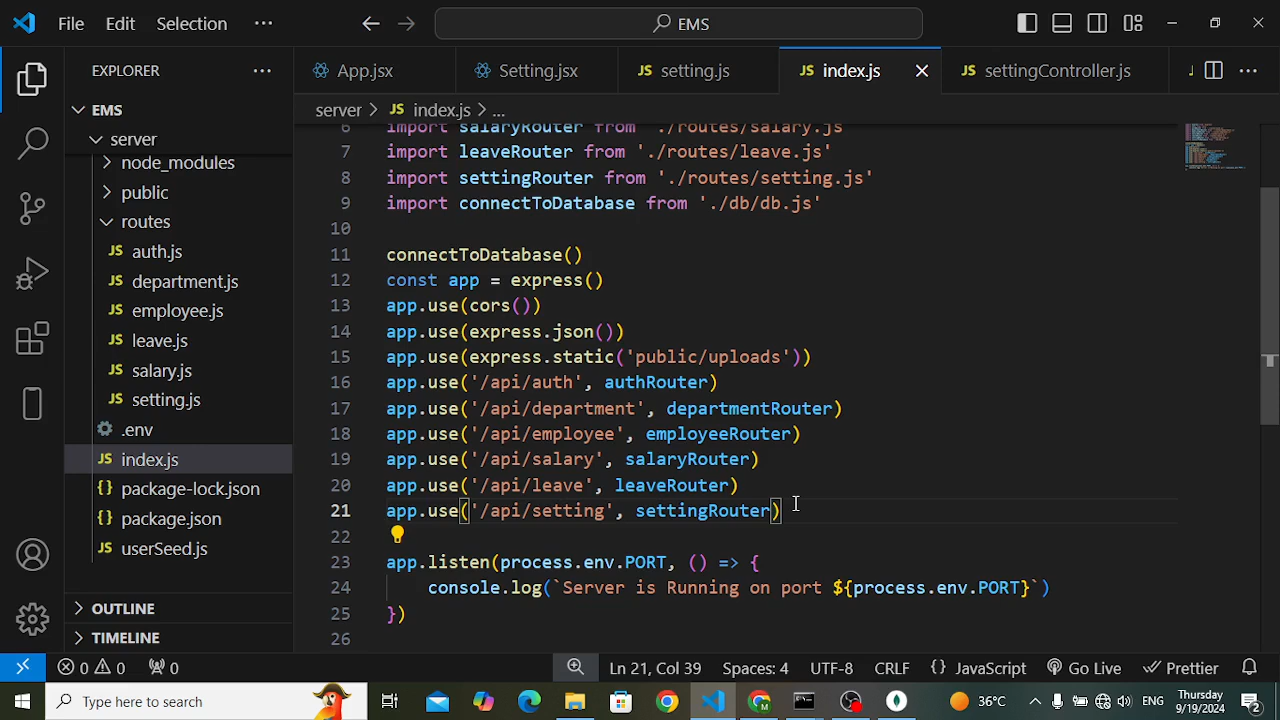 File Edit Selection ... EMS
EXPLORER ...
App.jsx Setting.jsx setting.js index.js settingController.js ...
server > index.js > ...
EMS
server
node_modules
public
routes
auth.js
department.js
employee.js
leave.js
salary.js
setting.js
.env
index.js
package-lock.json
package.json
userSeed.js
OUTLINE
TIMELINE
6 import salaryRouter from './routes/salary.js'
7 import leaveRouter from './routes/leave.js'
8 import settingRouter from './routes/setting.js'
9 import connectToDatabase from './db/db.js'
10
11 connectToDatabase()
12 const app = express()
13 app.use(cors())
14 app.use(express.json())
15 app.use(express.static('public/uploads'))
16 app.use('/api/auth', authRouter)
17 app.use('/api/department', departmentRouter)
18 app.use('/api/employee', employeeRouter)
19 app.use('/api/salary', salaryRouter)
20 app.use('/api/leave', leaveRouter)
21 app.use('/api/setting', settingRouter)
22
23 app.listen(process.env.PORT, () => {
24 console.log(`Server is Running on port ${process.env.PORT}`)
25 })
26
0 0 0 Ln 21, Col 39 Spaces: 4 UTF-8 CRLF {} JavaScript Go Live Prettier
Type here to search 36°C ENG Thursday 9/19/2024 2